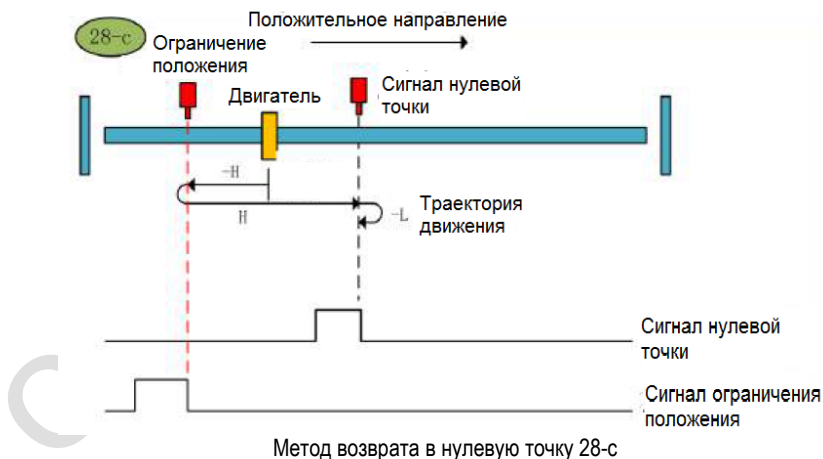 28-c
Положительное направление
Ограничение
положения
Двигатель
Сигнал нулевой
точки
-H
H
-L
Траектория
движения
Сигнал нулевой
точки
Сигнал ограничения
положения
Метод возврата в нулевую точку 28-c